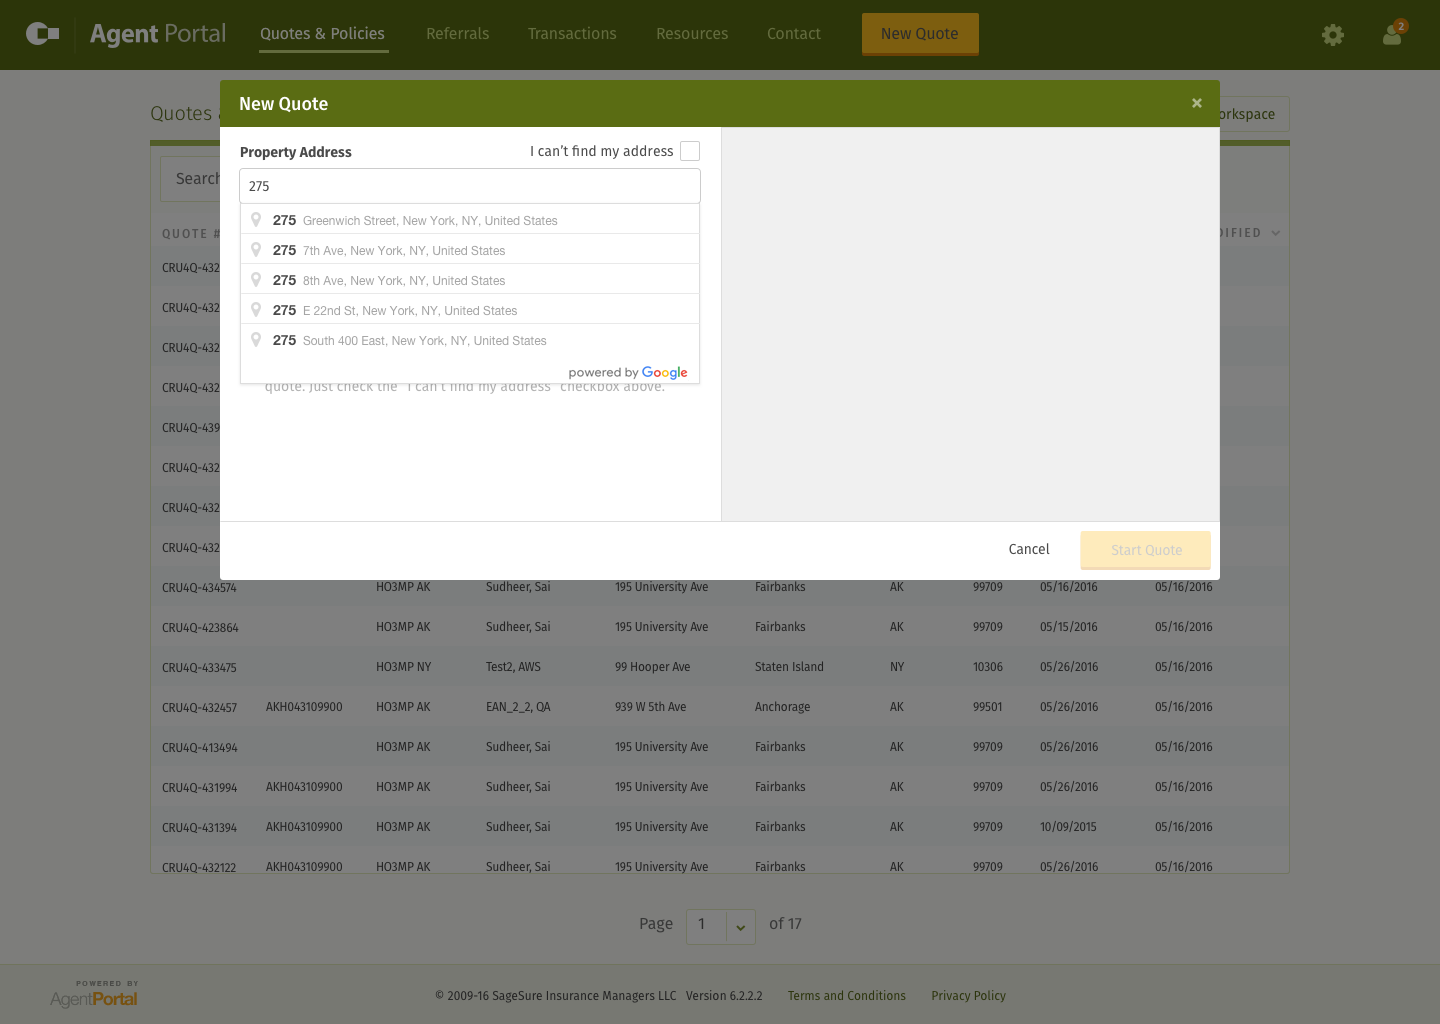 Agent Portal
Quotes & Policies
Referrals
Transactions
Resources
Contact
New Quote
2
Quotes
orkspace
New Quote
×
Property Address
I can't find my address
Search
275
275 Greenwich Street, New York, NY, United States
275 7th Ave, New York, NY, United States
275 8th Ave, New York, NY, United States
275 E 22nd St, New York, NY, United States
275 South 400 East, New York, NY, United States
powered by Google
quote. Just check the "I can't find my address" checkbox above.
Cancel
Start Quote
QUOTE #
DIFIED
CRU4Q-432
CRU4Q-432
CRU4Q-432
CRU4Q-432
CRU4Q-439
CRU4Q-432
CRU4Q-432
CRU4Q-432
CRU4Q-434574 HO3MP AK Sudheer, Sai 195 University Ave Fairbanks AK 99709 05/16/2016 05/16/2016
CRU4Q-423864 HO3MP AK Sudheer, Sai 195 University Ave Fairbanks AK 99709 05/15/2016 05/16/2016
CRU4Q-433475 HO3MP NY Test2, AWS 99 Hooper Ave Staten Island NY 10306 05/26/2016 05/16/2016
CRU4Q-432457 AKH043109900 HO3MP AK EAN_2_2, QA 939 W 5th Ave Anchorage AK 99501 05/26/2016 05/16/2016
CRU4Q-413494 HO3MP AK Sudheer, Sai 195 University Ave Fairbanks AK 99709 05/26/2016 05/16/2016
CRU4Q-431994 AKH043109900 HO3MP AK Sudheer, Sai 195 University Ave Fairbanks AK 99709 05/26/2016 05/16/2016
CRU4Q-431394 AKH043109900 HO3MP AK Sudheer, Sai 195 University Ave Fairbanks AK 99709 10/09/2015 05/16/2016
CRU4Q-432122 AKH043109900 HO3MP AK Sudheer, Sai 195 University Ave Fairbanks AK 99709 05/26/2016 05/16/2016
Page 1 of 17
POWERED BY
AgentPortal
© 2009-16 SageSure Insurance Managers LLC Version 6.2.2.2
Terms and Conditions
Privacy Policy